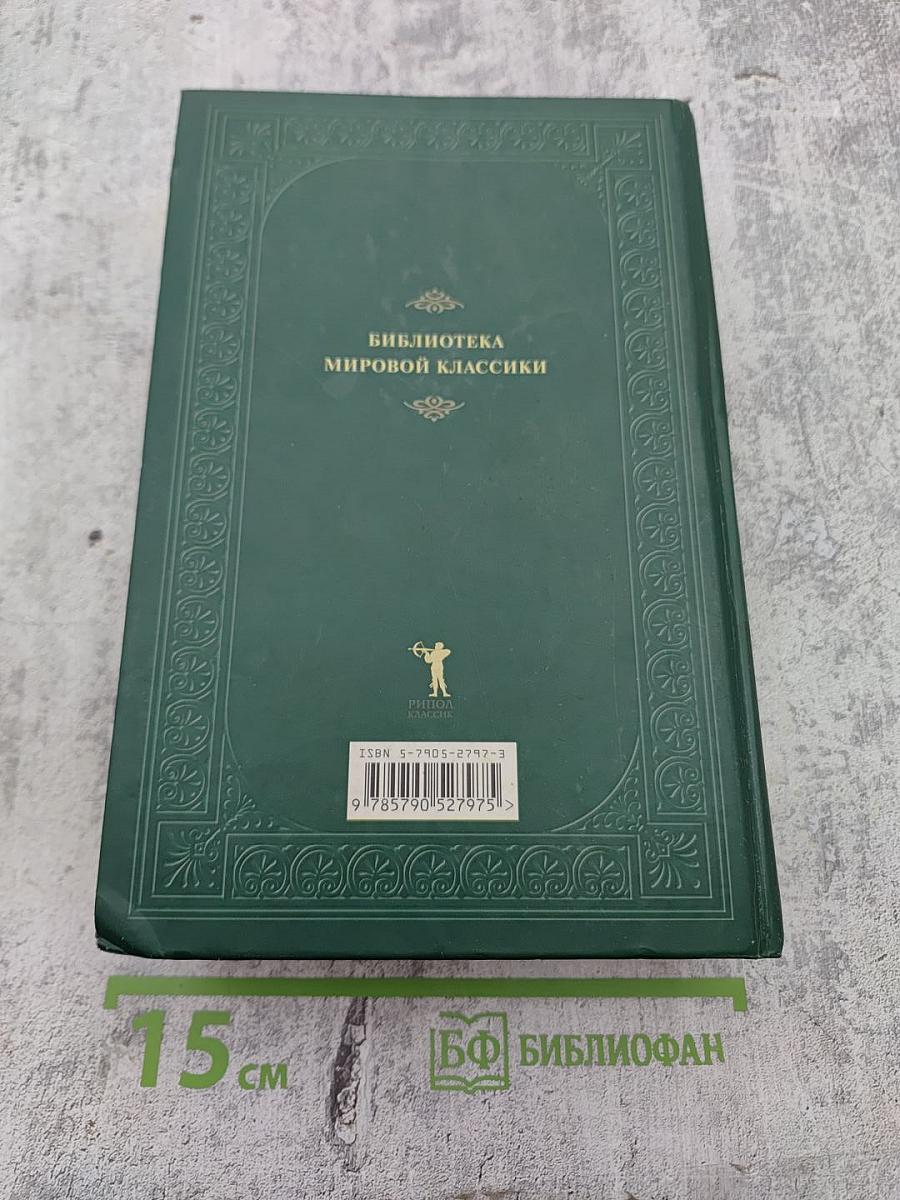 БИБЛИОТЕКА
МИРОВОЙ КЛАССИКИ
РИПОЛ
КЛАССИК
ISBN 5-7905-2797-3
9 785790 527975 >
15 см
БФ БИБЛИОФАН